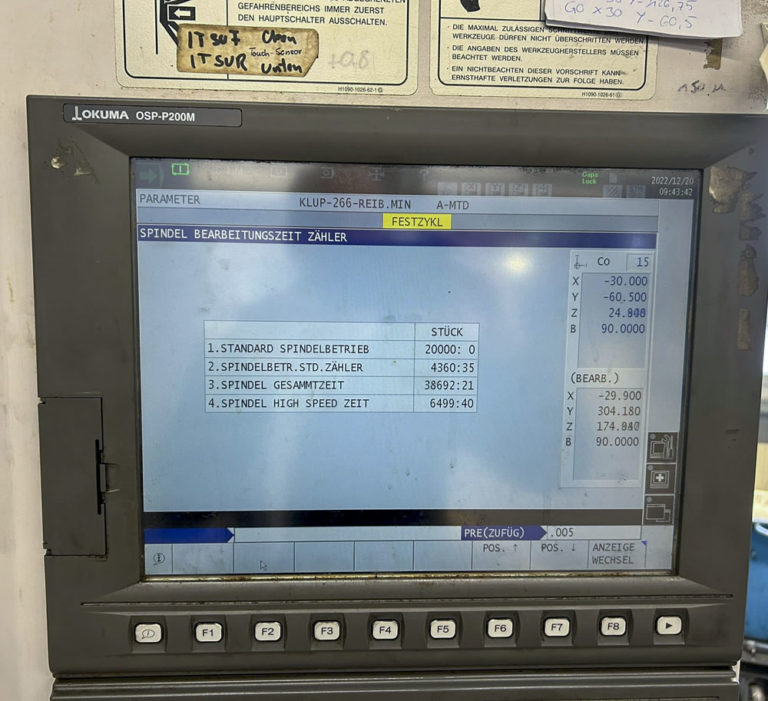 GEFAHRENBEREICHS IMMER ZUERST
DEN HAUPTSCHALTER AUSSCHALTEN.
H1090-1026-62-1
IT SUF Oben
Touch-Sensor
IT SUR Unten
+0,8
· DIE MAXIMAL ZULÄSSIGEN
WERKZEUGE DÜRFEN NICHT ÜBERSCHRITTEN WERDEN.
· DIE ANGABEN DES WERKZEUGHERSTELLERS MÜSSEN
BEACHTET WERDEN.
· EIN NICHTBEACHTEN DIESER VORSCHRIFT KANN
ERNSTHAFTE VERLETZUNGEN ZUR FOLGE HABEN.
H1090-1026-61
G0 X30 Y-60,5
OKUMA OSP-P200M
Gaps
Lock
2022/12/20
09:43:42
PARAMETER KLUP-266-REIB.MIN A-MTD
FESTZYKL
SPINDEL BEARBEITUNGSZEIT ZÄHLER
STÜCK
1.STANDARD SPINDELBETRIEB 20000: 0
2.SPINDELBETR.STD.ZÄHLER 4360:35
3.SPINDEL GESAMMTZEIT 38692:21
4.SPINDEL HIGH SPEED ZEIT 6499:40
Co 15
X -30.000
Y -60.500
Z
B 90.0000
(BEARB.)
X -29.900
Y 304.180
Z
B 90.0000
PRE(ZUFÜG) .005
POS. ↑ POS. ↓ ANZEIGE
WECHSEL
F1 F2 F3 F4 F5 F6 F7 F8